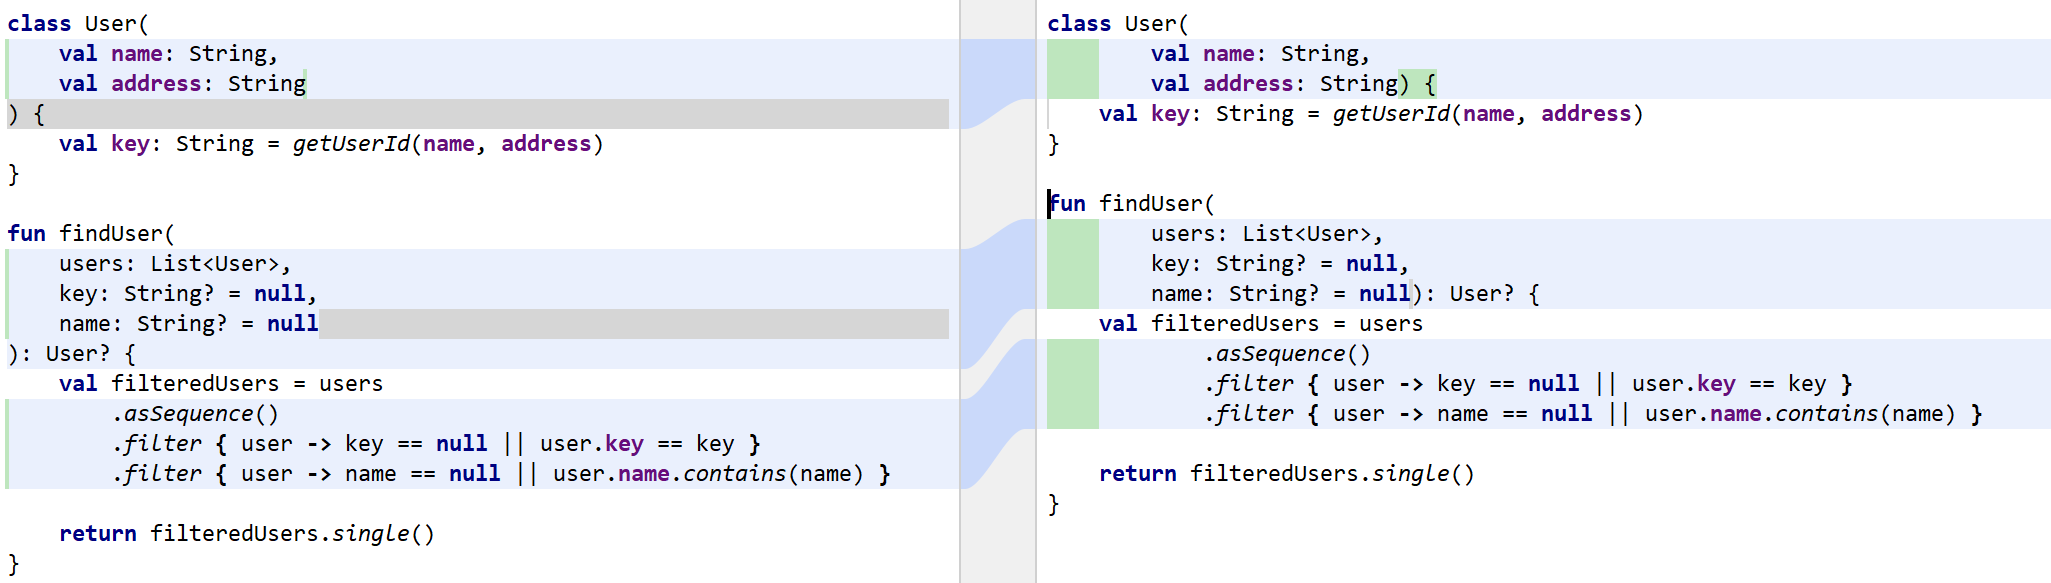 class User(
    val name: String,
    val address: String
) {
    val key: String = getUserId(name, address)
}

fun findUser(
    users: List<User>,
    key: String? = null,
    name: String? = null
): User? {
    val filteredUsers = users
        .asSequence()
        .filter { user -> key == null || user.key == key }
        .filter { user -> name == null || user.name.contains(name) }

    return filteredUsers.single()
}
class User(
        val name: String,
        val address: String) {
    val key: String = getUserId(name, address)
}

fun findUser(
        users: List<User>,
        key: String? = null,
        name: String? = null): User? {
    val filteredUsers = users
            .asSequence()
            .filter { user -> key == null || user.key == key }
            .filter { user -> name == null || user.name.contains(name) }

    return filteredUsers.single()
}